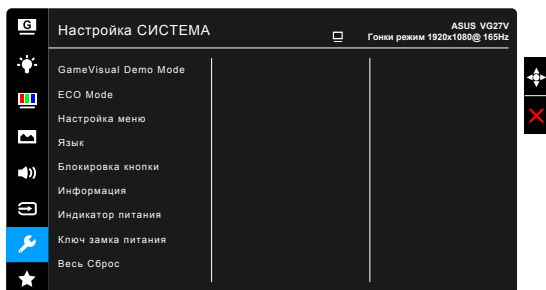 G
Настройка СИСТЕМА
ASUS VG27V
Гонки режим 1920x1080@ 165Hz
GameVisual Demo Mode
ECO Mode
Настройка меню
Язык
Блокировка кнопки
Информация
Индикатор питания
Ключ замка питания
Весь Сброс